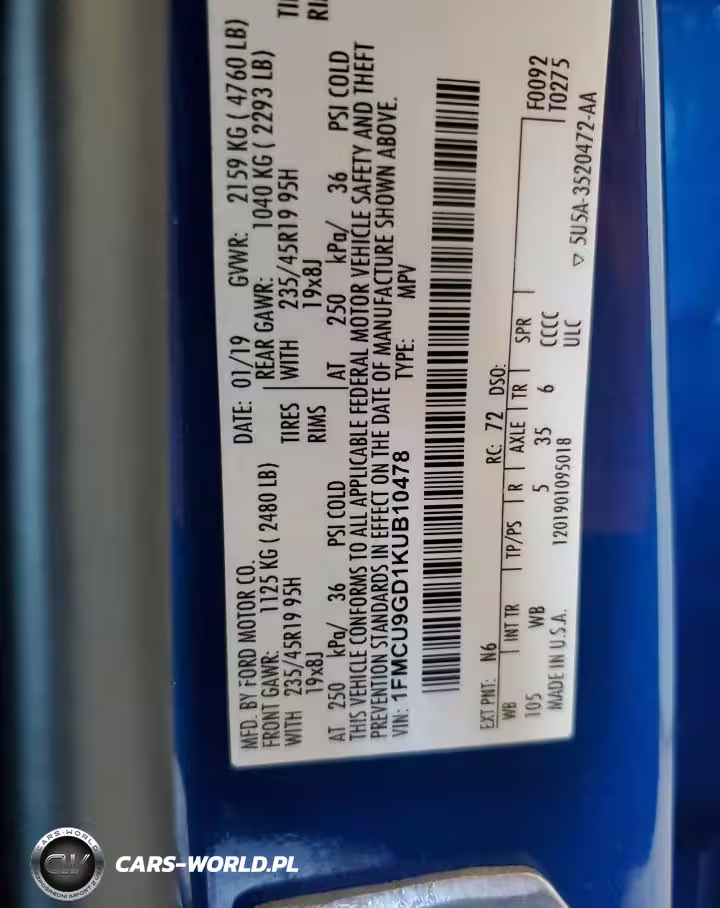 MFD. BY FORD MOTOR CO.
DATE: 01/19 GVWR: 2159 KG ( 4760 LB)
FRONT GAWR: 1125 KG ( 2480 LB)
REAR GAWR: 1040 KG ( 2293 LB)
WITH 235/45R19 95H TIRES
WITH 235/45R19 95H
19x8J RIMS
19x8J
AT 250 kPa/ 36 PSI COLD
AT 250 kPa/ 36 PSI COLD
THIS VEHICLE CONFORMS TO ALL APPLICABLE FEDERAL MOTOR VEHICLE SAFETY AND THEFT
PREVENTION STANDARDS IN EFFECT ON THE DATE OF MANUFACTURE SHOWN ABOVE.
VIN: 1FMCU9GD1KUB10478 TYPE: MPV
EXT PNT: N6 RC: 72 DSO:
WB INT TR TP/PS R AXLE TR SPR
F0092
T0275
105 WB 5 35 6 CCCC
ULC
MADE IN U.S.A. 1201901095018
▽ 5U5A-3520472-AA
CARS-WORLD
CW
CARS-WORLD.PL